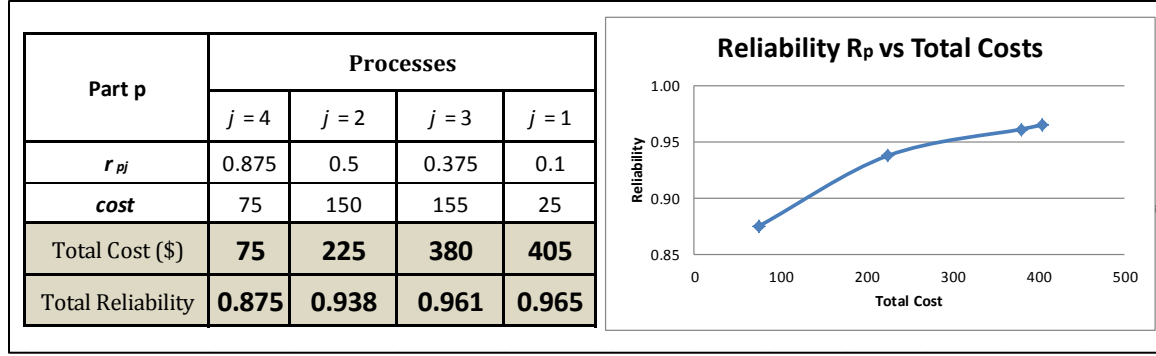 Part p
Processes
j = 4 j = 2 j = 3 j = 1
r pj 0.875 0.5 0.375 0.1
cost 75 150 155 25
Total Cost ($) 75 225 380 405
Total Reliability 0.875 0.938 0.961 0.965
Reliability Rp vs Total Costs
1.00
0.95
0.90
0.85
Reliability
0 100 200 300 400 500
Total Cost